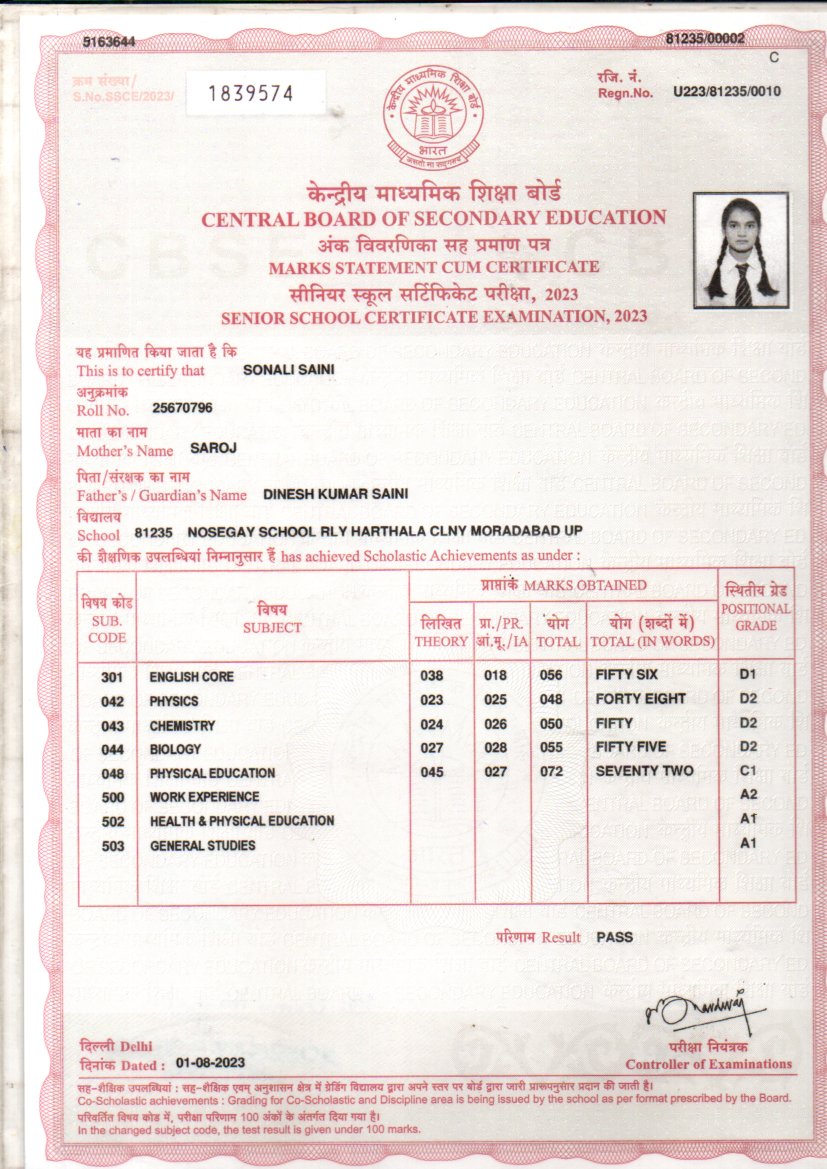 5163644
81235/00002
C
क्रम संख्या/
S.No.SSCE/2023/
1839574
रजि. नं.
Regn.No. U223/81235/0010
केन्द्रीय माध्यमिक शिक्षा बोर्ड
भारत
असतो मा सद्गमय
केन्द्रीय माध्यमिक शिक्षा बोर्ड
CENTRAL BOARD OF SECONDARY EDUCATION
अंक विवरणिका सह प्रमाण पत्र
MARKS STATEMENT CUM CERTIFICATE
सीनियर स्कूल सर्टिफिकेट परीक्षा, 2023
SENIOR SCHOOL CERTIFICATE EXAMINATION, 2023
यह प्रमाणित किया जाता है कि
This is to certify that SONALI SAINI
अनुक्रमांक
Roll No. 25670796
माता का नाम
Mother's Name SAROJ
पिता/संरक्षक का नाम
Father's / Guardian's Name DINESH KUMAR SAINI
विद्यालय
School 81235 NOSEGAY SCHOOL RLY HARTHALA CLNY MORADABAD UP
की शैक्षणिक उपलब्धियां निम्नानुसार हैं has achieved Scholastic Achievements as under :
विषय कोड
SUB.
CODE
विषय
SUBJECT
प्राप्तांक MARKS OBTAINED
लिखित
THEORY
प्रा./PR.
आं.मू./IA
योग
TOTAL
योग (शब्दों में)
TOTAL (IN WORDS)
स्थितीय ग्रेड
POSITIONAL
GRADE
301 ENGLISH CORE 038 018 056 FIFTY SIX D1
042 PHYSICS 023 025 048 FORTY EIGHT D2
043 CHEMISTRY 024 026 050 FIFTY D2
044 BIOLOGY 027 028 055 FIFTY FIVE D2
048 PHYSICAL EDUCATION 045 027 072 SEVENTY TWO C1
500 WORK EXPERIENCE A2
502 HEALTH & PHYSICAL EDUCATION A1
503 GENERAL STUDIES A1
परिणाम Result PASS
दिल्ली Delhi
दिनांक Dated : 01-08-2023
परीक्षा नियंत्रक
Controller of Examinations
सह-शैक्षिक उपलब्धियां : सह-शैक्षिक एवम् अनुशासन क्षेत्र में ग्रेडिंग विद्यालय द्वारा अपने स्तर पर बोर्ड द्वारा जारी प्रारूपनुसार प्रदान की जाती है।
Co-Scholastic achievements : Grading for Co-Scholastic and Discipline area is being issued by the school as per format prescribed by the Board.
परिवर्तित विषय कोड में, परीक्षा परिणाम 100 अंकों के अंतर्गत दिया गया है।
In the changed subject code, the test result is given under 100 marks.